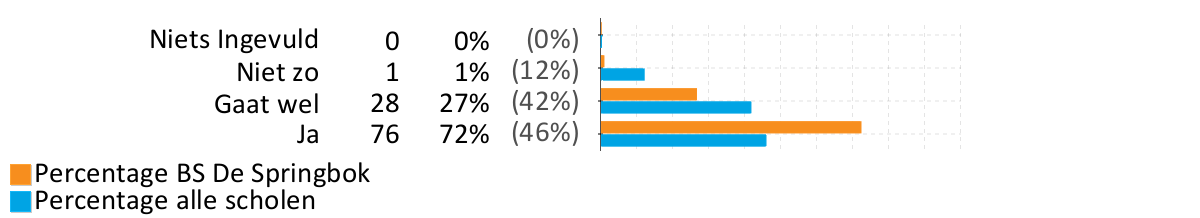 Niets Ingevuld 0 0% (0%)
Niet zo 1 1% (12%)
Gaat wel 28 27% (42%)
Ja 76 72% (46%)
Percentage BS De Springbok
Percentage alle scholen